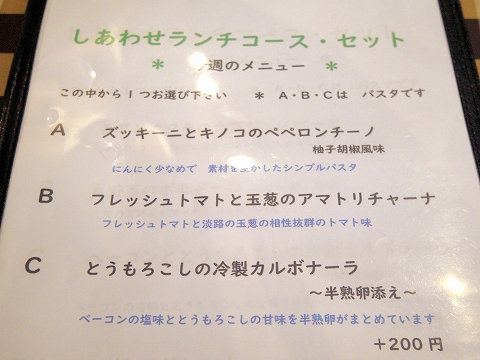 しあわせランチコース・セット
＊ 今週のメニュー ＊
この中から1つお選び下さい ＊ A・B・Cは パスタです
A ズッキーニとキノコのペペロンチーノ
柚子胡椒風味
にんにく少なめで 素材を生かしたシンプルパスタ
B フレッシュトマトと玉葱のアマトリチャーナ
フレッシュトマトと淡路の玉葱の相性抜群のトマト味
C とうもろこしの冷製カルボナーラ
～半熟卵添え～
ベーコンの塩味ととうもろこしの甘味を半熟卵がまとめています
＋200円